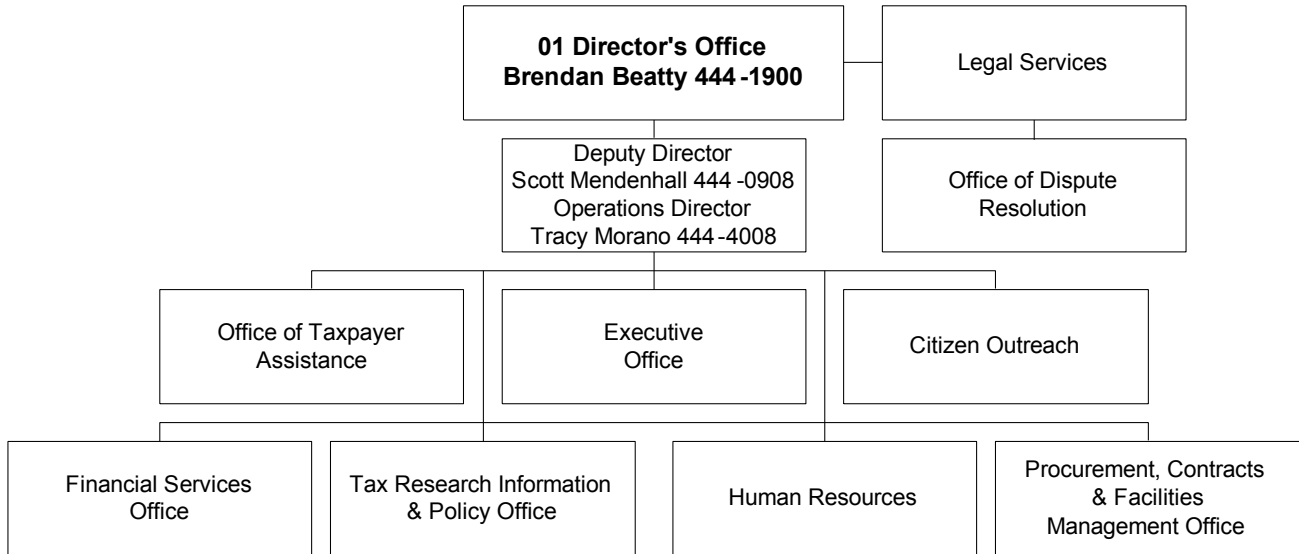 01 Director's Office
Brendan Beatty 444-1900
Legal Services
Deputy Director
Scott Mendenhall 444-0908
Operations Director
Tracy Morano 444-4008
Office of Dispute
Resolution
Office of Taxpayer
Assistance
Executive
Office
Citizen Outreach
Financial Services
Office
Tax Research Information
& Policy Office
Human Resources
Procurement, Contracts
& Facilities
Management Office